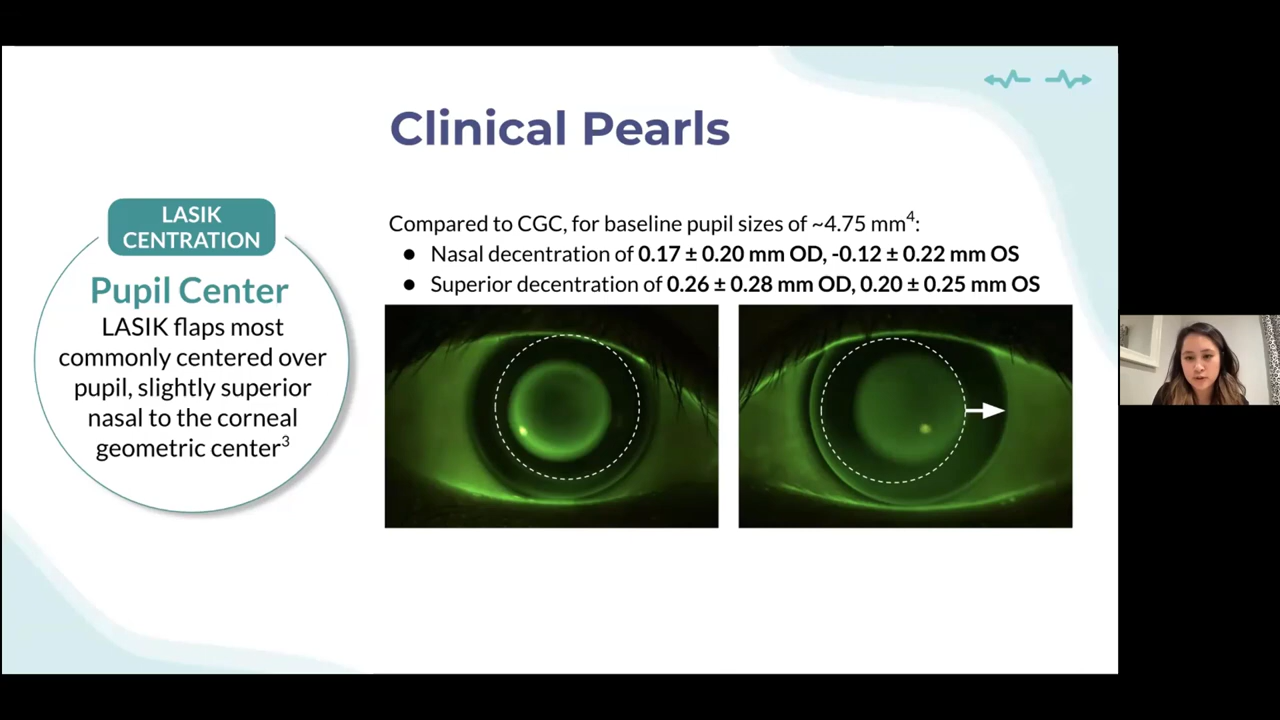 Clinical Pearls
LASIK
CENTRATION
Pupil Center
LASIK flaps most
commonly centered over
pupil, slightly superior
nasal to the corneal
geometric center3
Compared to CGC, for baseline pupil sizes of ~4.75 mm4:
● Nasal decentration of 0.17 ± 0.20 mm OD, -0.12 ± 0.22 mm OS
● Superior decentration of 0.26 ± 0.28 mm OD, 0.20 ± 0.25 mm OS